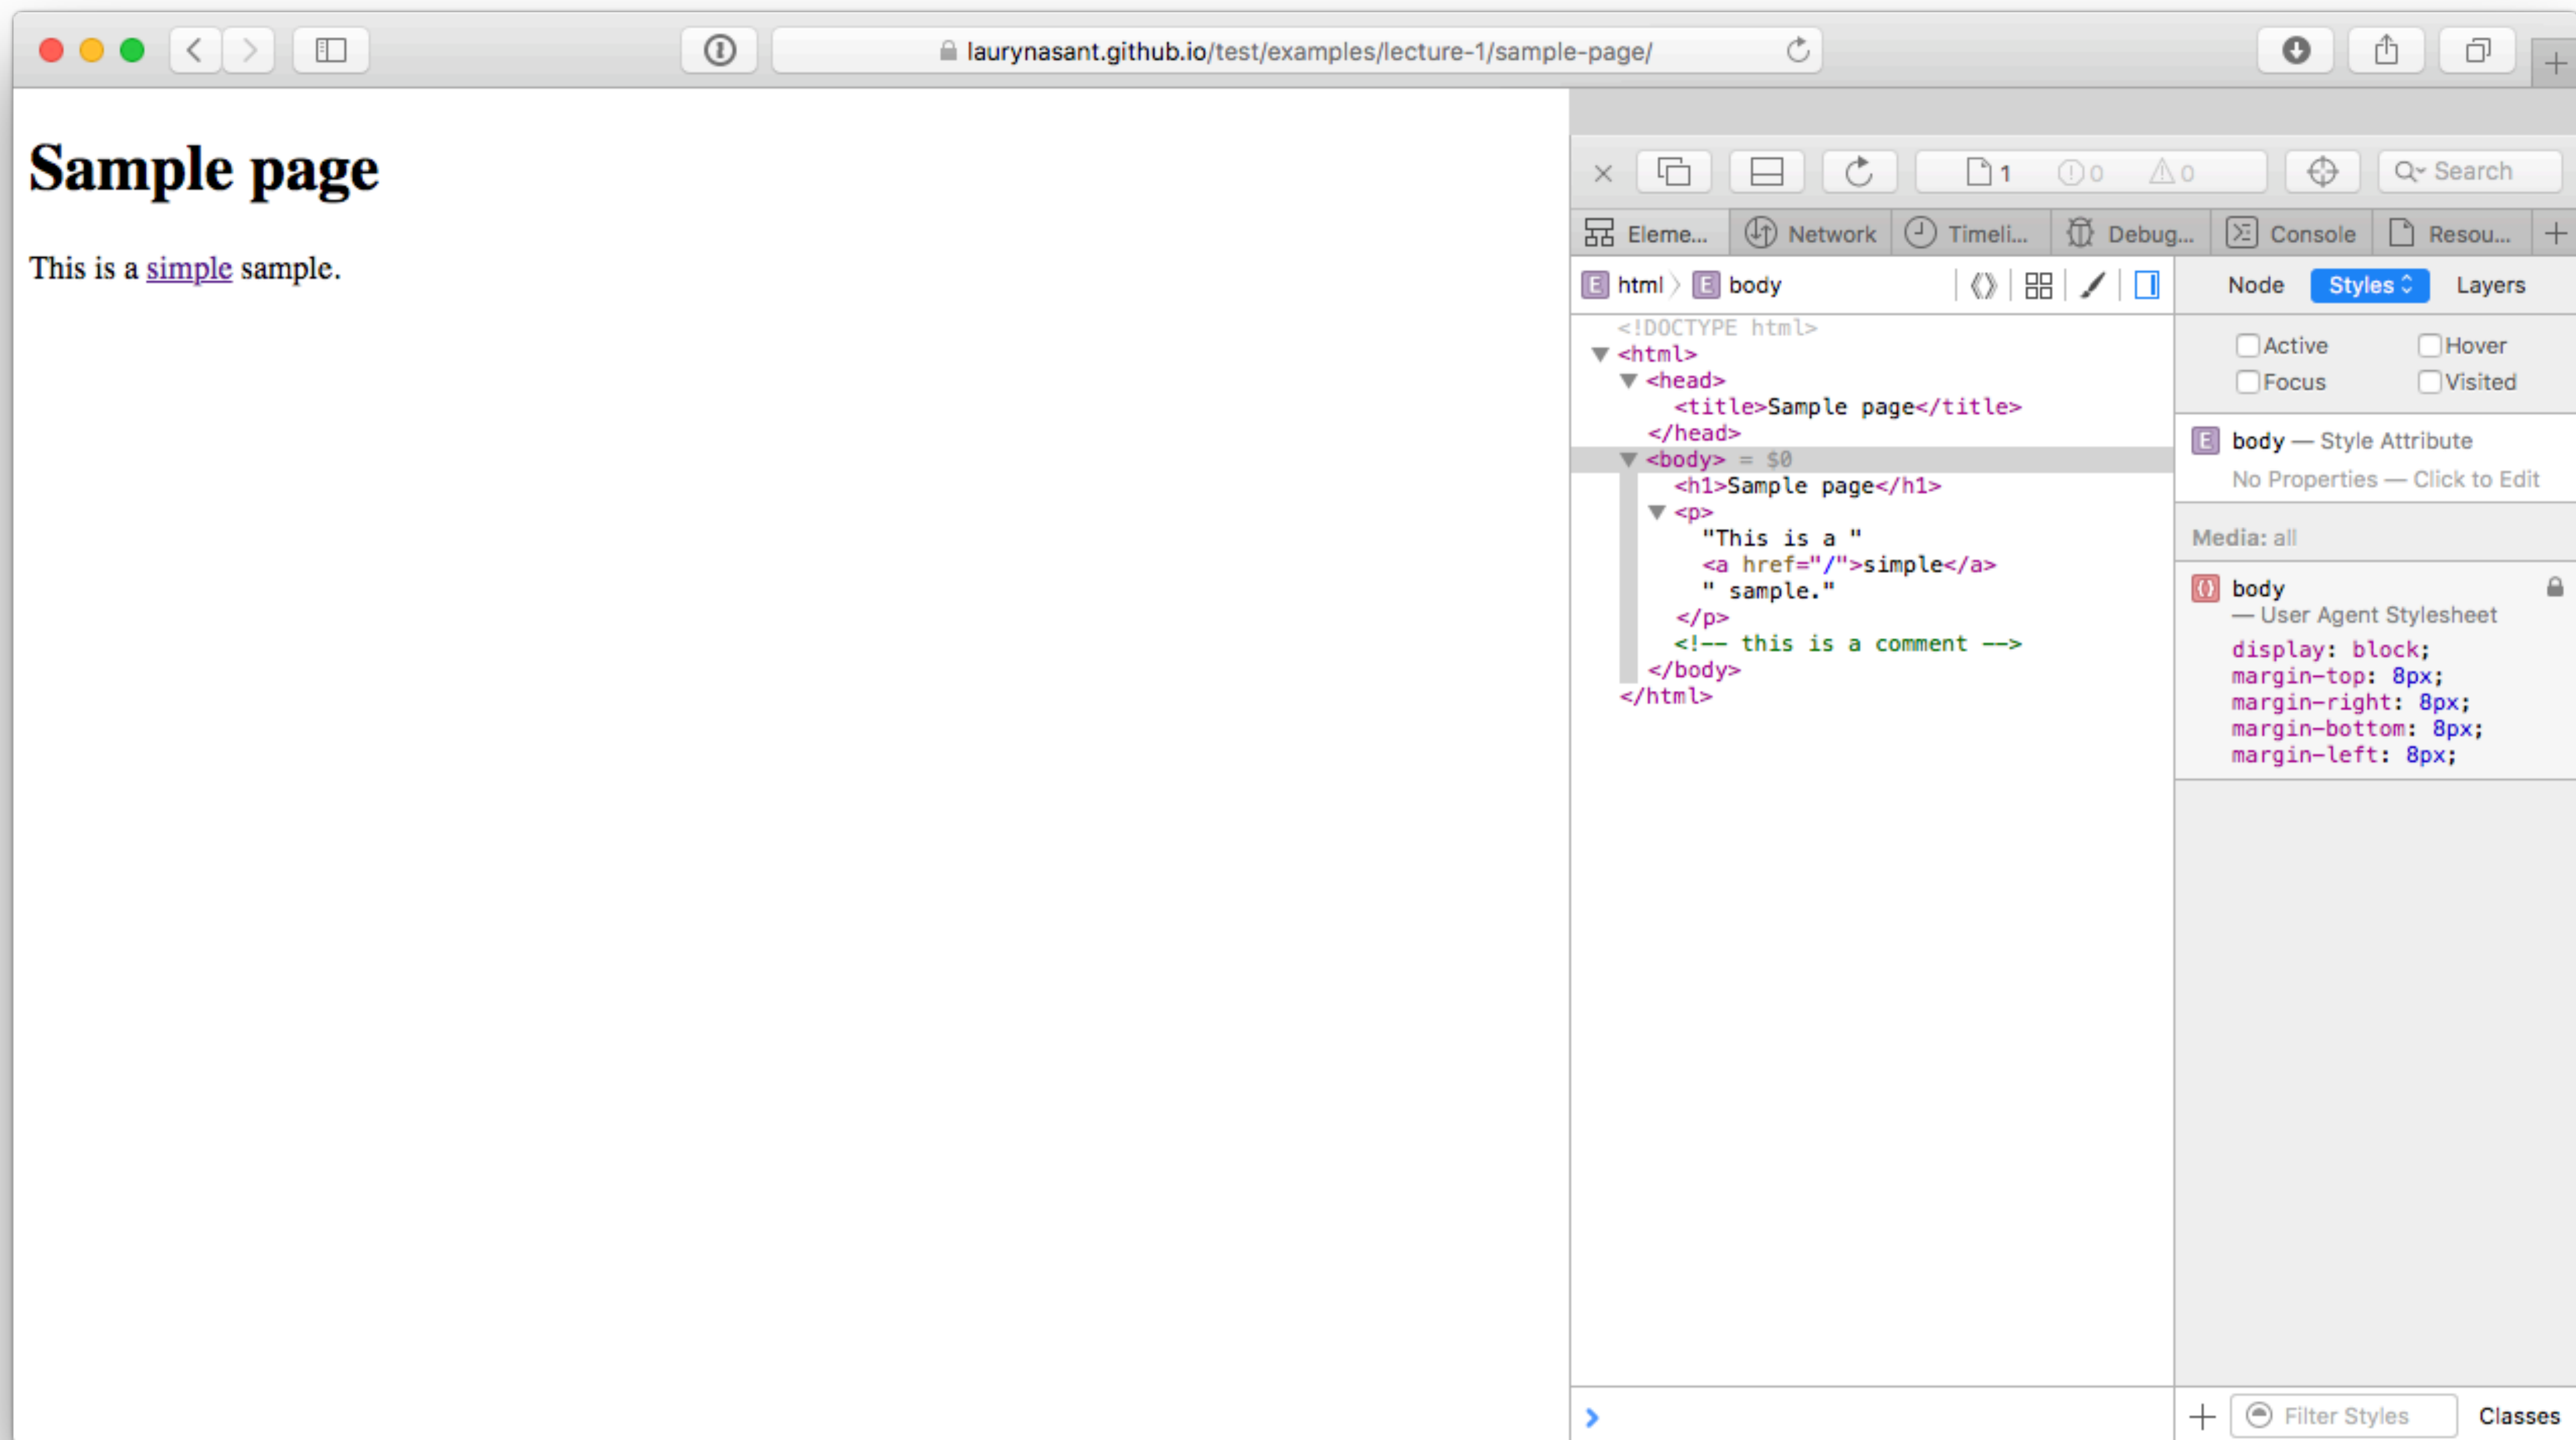 laurynasant.github.io/test/examples/lecture-1/sample-page/
Sample page
This is a simple sample.
1 0 0 Search
Eleme... Network Timeli... Debug... Console Resou...
E html E body
Node Styles Layers
<!DOCTYPE html>
<html>
<head>
<title>Sample page</title>
</head>
<body> = $0
<h1>Sample page</h1>
<p>
"This is a "
<a href="/">simple</a>
" sample."
</p>
<!-- this is a comment -->
</body>
</html>
Active Hover
Focus Visited
E body — Style Attribute
No Properties — Click to Edit
Media: all
{} body
— User Agent Stylesheet
display: block;
margin-top: 8px;
margin-right: 8px;
margin-bottom: 8px;
margin-left: 8px;
Filter Styles Classes